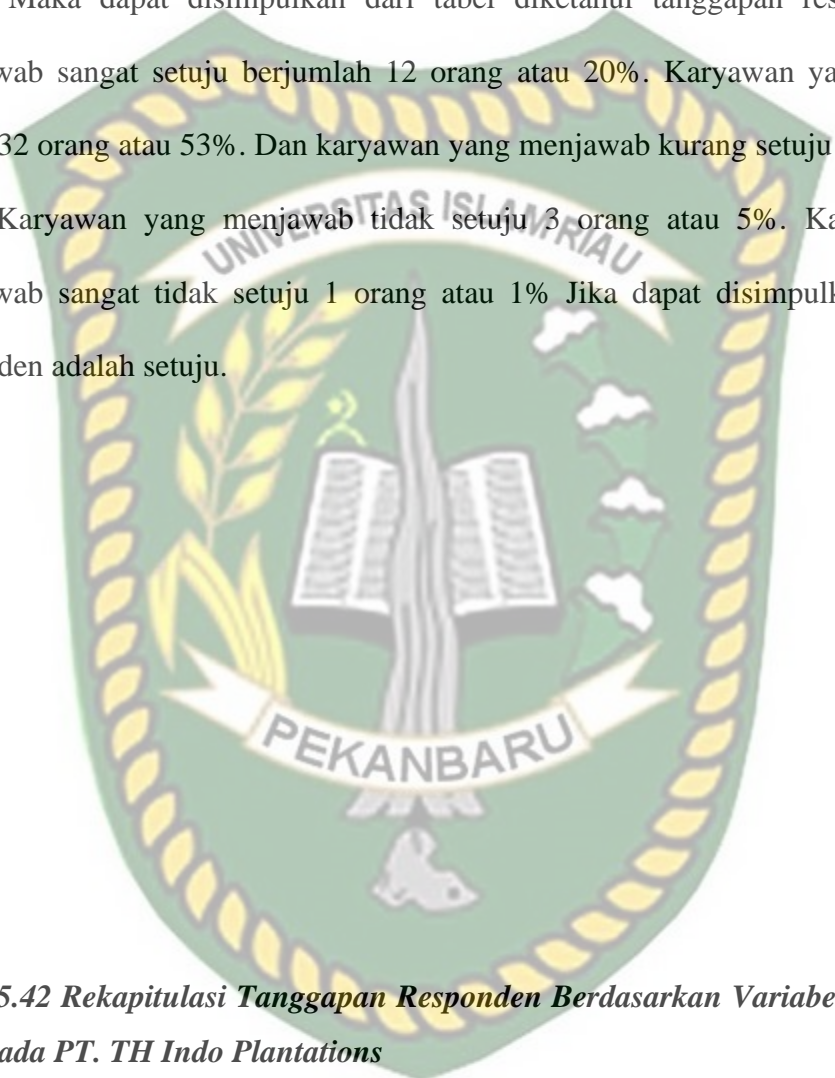 Maka dapat disimpulkan dari tabel diketahui tanggapan res
wab sangat setuju berjumlah 12 orang atau 20%. Karyawan ya
32 orang atau 53%. Dan karyawan yang menjawab kurang setuju
Karyawan yang menjawab tidak setuju 3 orang atau 5%. Ka
wab sangat tidak setuju 1 orang atau 1% Jika dapat disimpulk
den adalah setuju.
UNIVERSITAS ISLAM RIAU
PEKANBARU
5.42 Rekapitulasi Tanggapan Responden Berdasarkan Variabe
ada PT. TH Indo Plantations